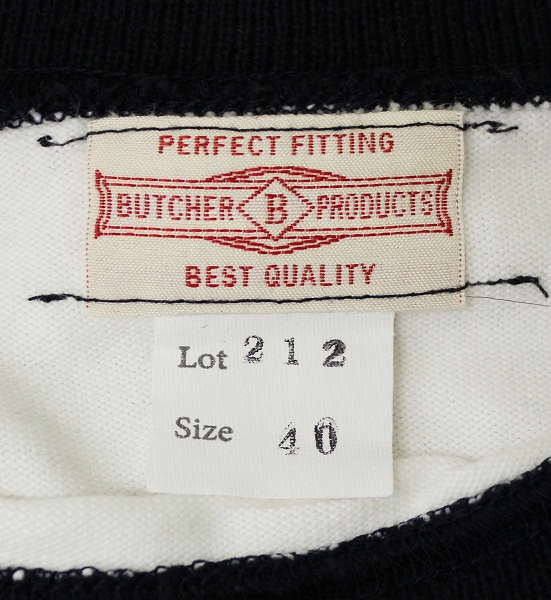 PERFECT FITTING
BUTCHER B PRODUCTS
BEST QUALITY
Lot 212
Size 40